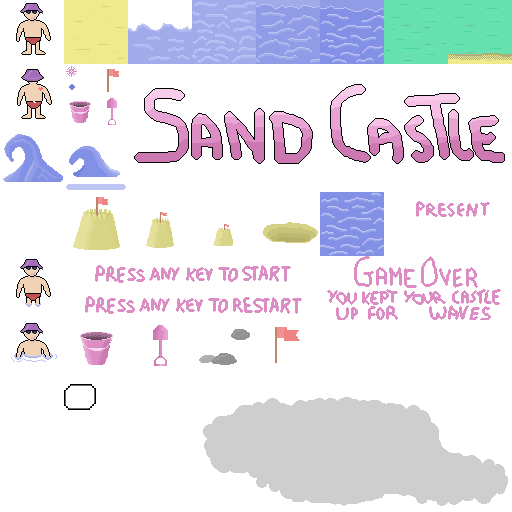 SAND CASTLE
PRESENT
PRESS ANY KEY TO START
GAME OVER
PRESS ANY KEY TO RESTART
YOU KEPT YOUR CASTLE
UP FOR WAVES